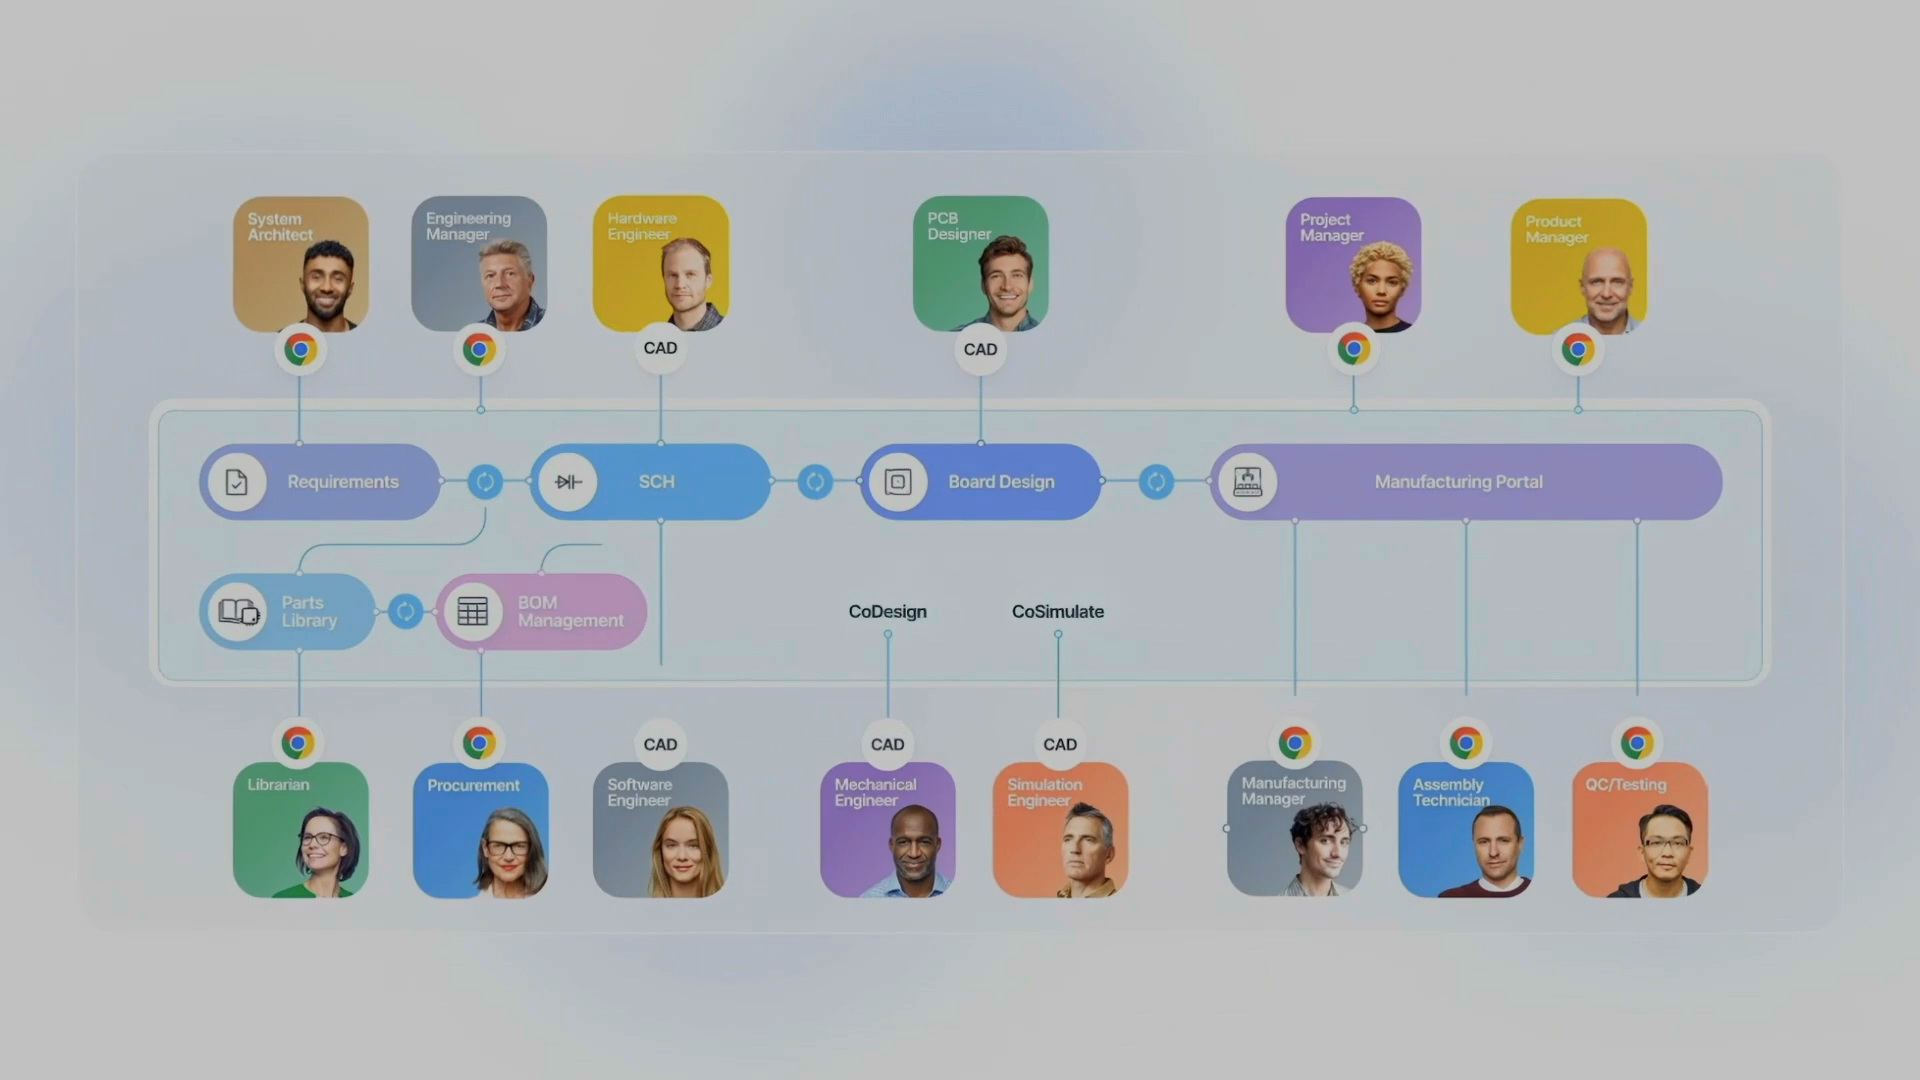 System
Architect
Engineering
Manager
Hardware
Engineer
PCB
Designer
Project
Manager
Product
Manager
CAD
CAD
Requirements
SCH
Board Design
Manufacturing Portal
Parts
Library
BOM
Management
CoDesign
CoSimulate
CAD
CAD
CAD
Librarian
Procurement
Software
Engineer
Mechanical
Engineer
Simulation
Engineer
Manufacturing
Manager
Assembly
Technician
QC/Testing